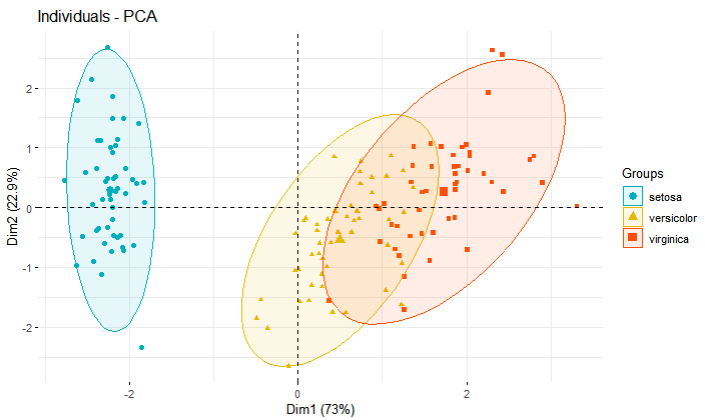 Individuals - PCA
2
1
0
-1
-2
Dim2 (22.9%)
-2
0
2
Dim1 (73%)
Groups
setosa
versicolor
virginica